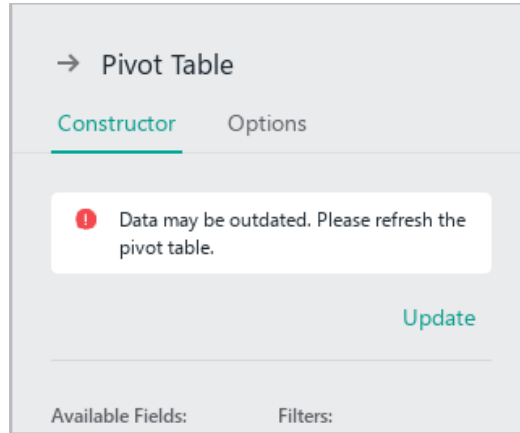 Pivot Table
Constructor Options
Data may be outdated. Please refresh the
pivot table.
Update
Available Fields: Filters: